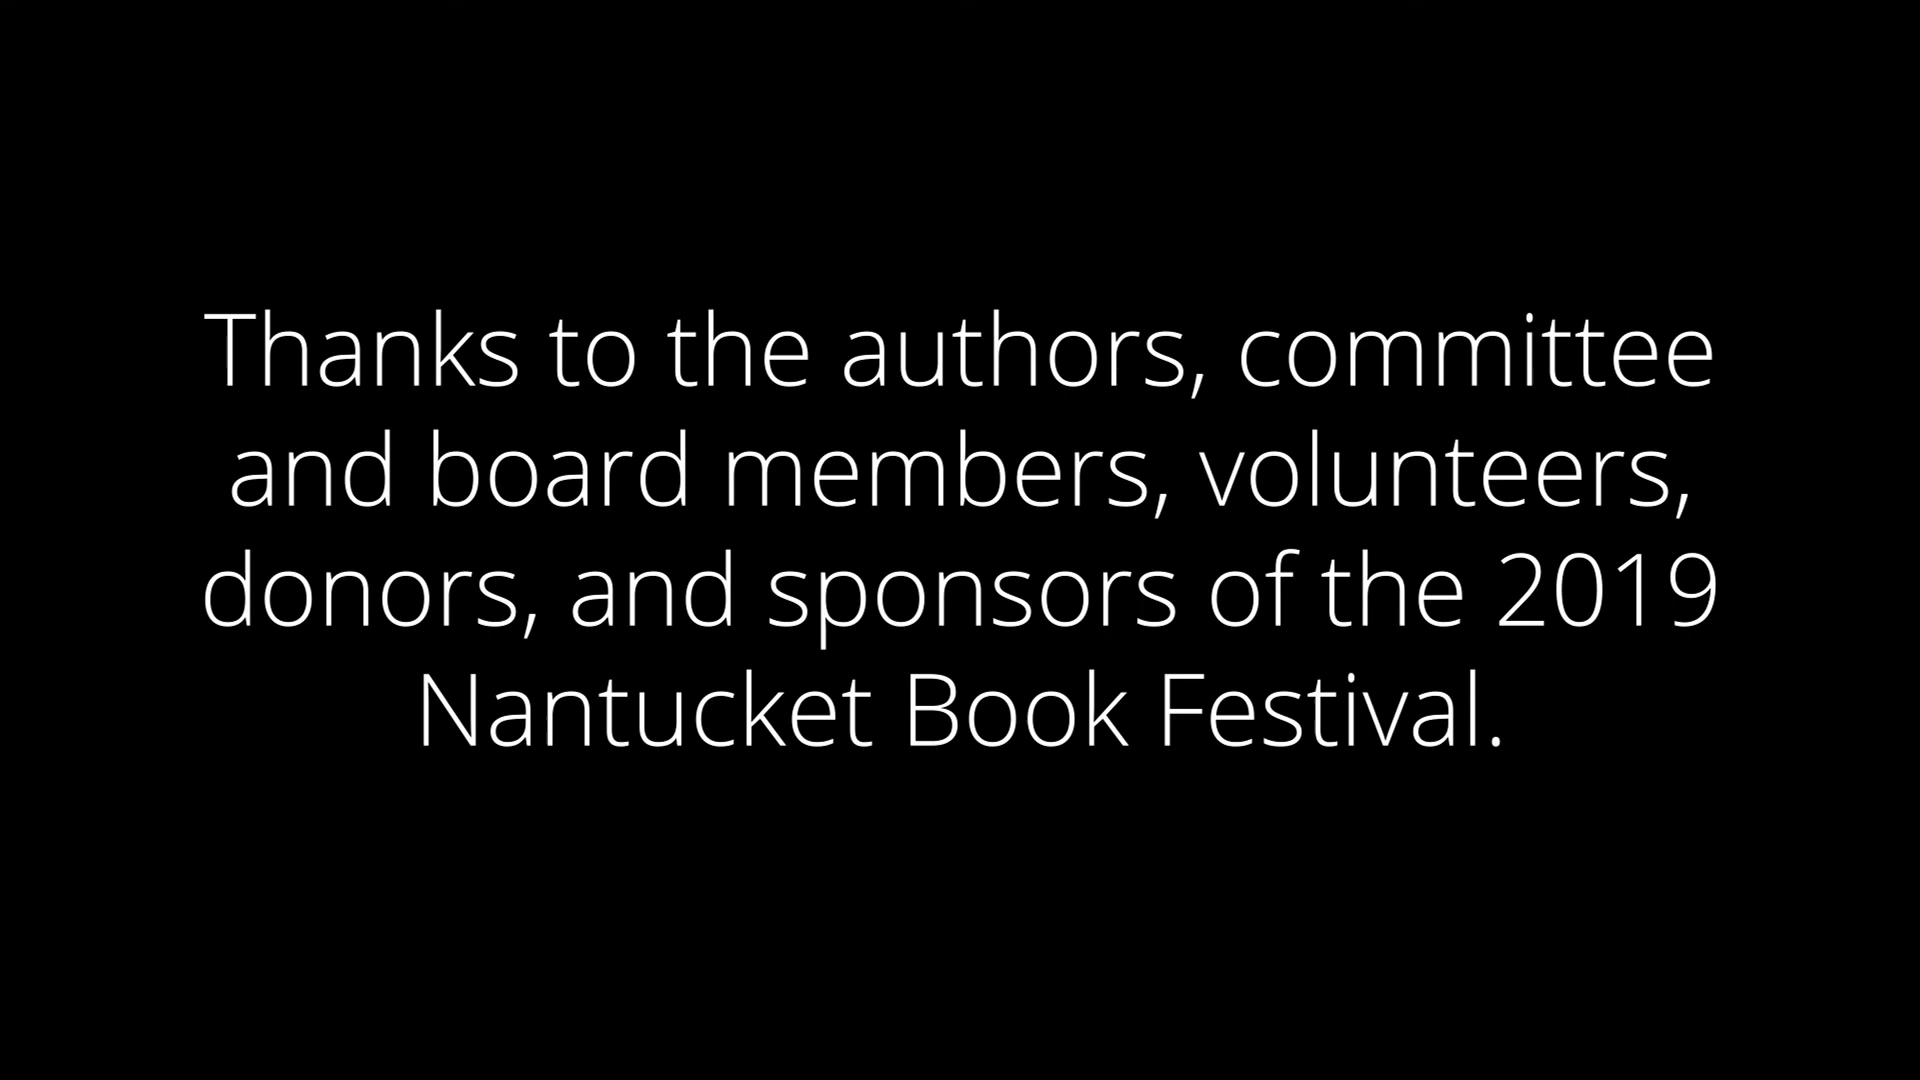 Thanks to the authors, committee
and board members, volunteers,
donors, and sponsors of the 2019
Nantucket Book Festival.